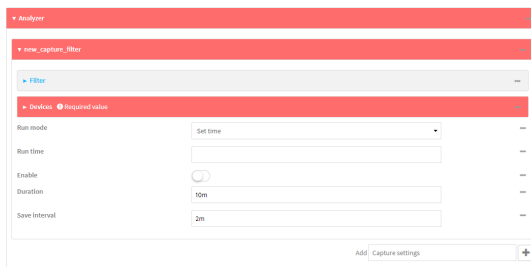 Analyzer
new_capture_filter
Filter
Devices Required value
Run mode Set time
Run time
Enable
Duration 10m
Save interval 2m
Add Capture settings